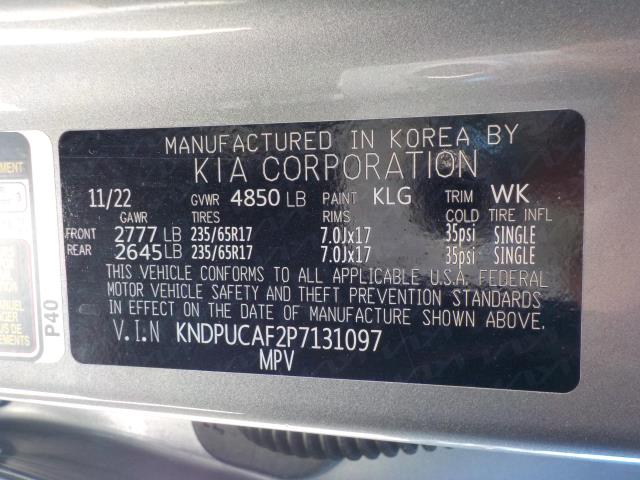 MANUFACTURED IN KOREA BY
KIA CORPORATION
11/22 GVWR 4850 LB PAINT KLG TRIM WK
GAWR TIRES RIMS COLD TIRE INFL
FRONT 2777 LB 235/65R17 7.0Jx17 35psi SINGLE
REAR 2645 LB 235/65R17 7.0Jx17 35psi SINGLE
THIS VEHICLE CONFORMS TO ALL APPLICABLE U.S.A. FEDERAL
MOTOR VEHICLE SAFETY AND THEFT PREVENTION STANDARDS
IN EFFECT ON THE DATE OF MANUFACTURE SHOWN ABOVE.
V.I.N KNDPUCAF2P7131097
MPV
P40